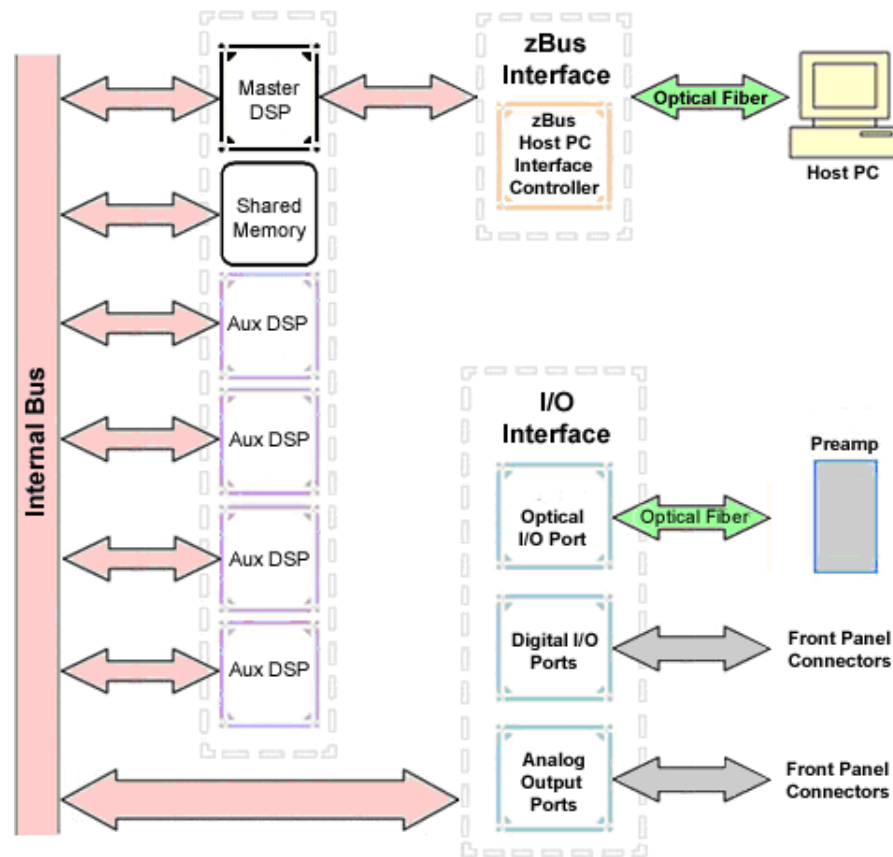 Internal Bus
Master
DSP
Shared
Memory
Aux DSP
Aux DSP
Aux DSP
Aux DSP
zBus
Interface
zBus
Host PC
Interface
Controller
Optical Fiber
Host PC
I/O
Interface
Optical
I/O Port
Optical Fiber
Preamp
Digital I/O
Ports
Front Panel
Connectors
Analog
Output
Ports
Front Panel
Connectors